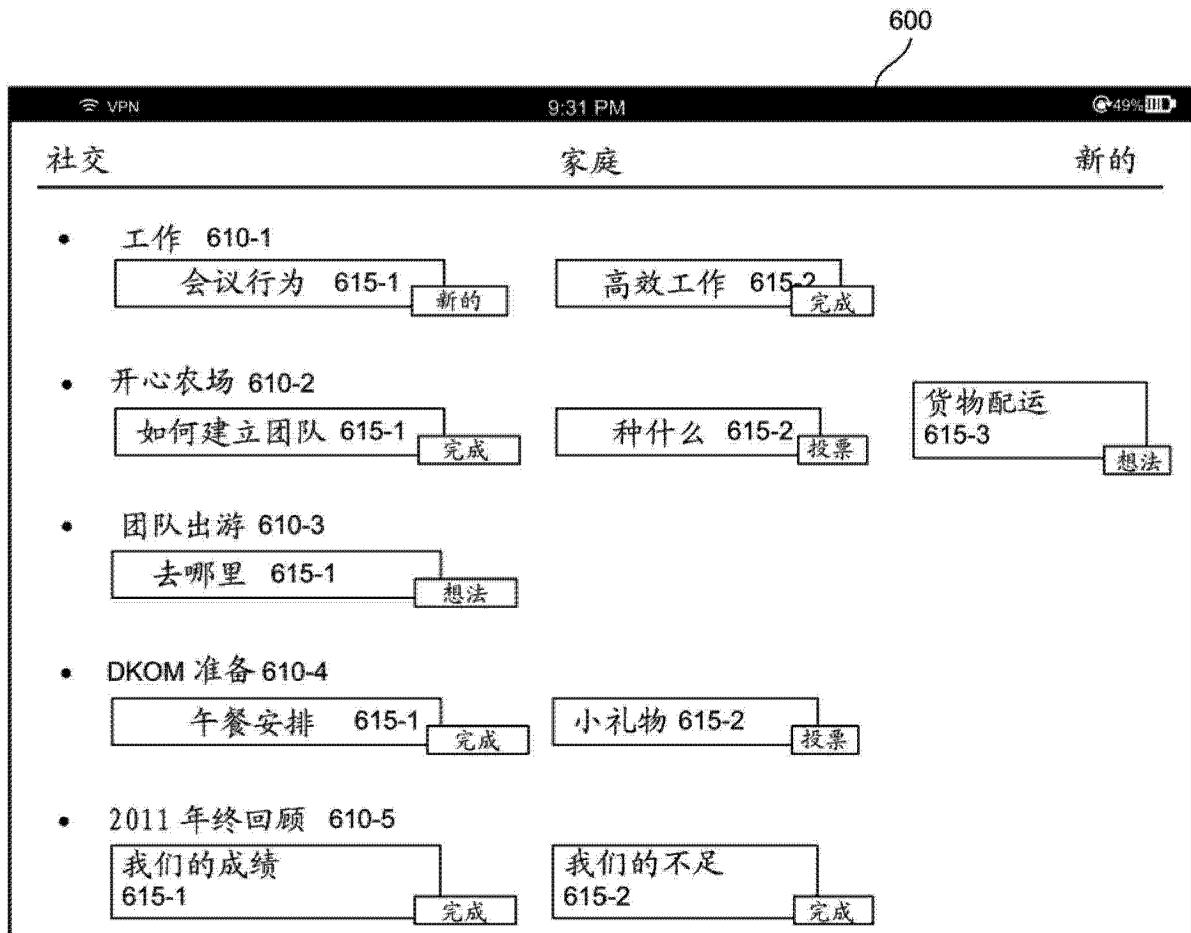 600
VPN 9:31 PM 49%
社交 家庭 新的
• 工作 610-1
会议行为 615-1 新的 高效工作 615-2 完成
• 开心农场 610-2
如何建立团队 615-1 完成 种什么 615-2 投票 货物配运
615-3 想法
• 团队出游 610-3
去哪里 615-1 想法
• DKOM 准备 610-4
午餐安排 615-1 完成 小礼物 615-2 投票
• 2011 年终回顾 610-5
我们的成绩 我们的不足
615-1 完成 615-2 完成